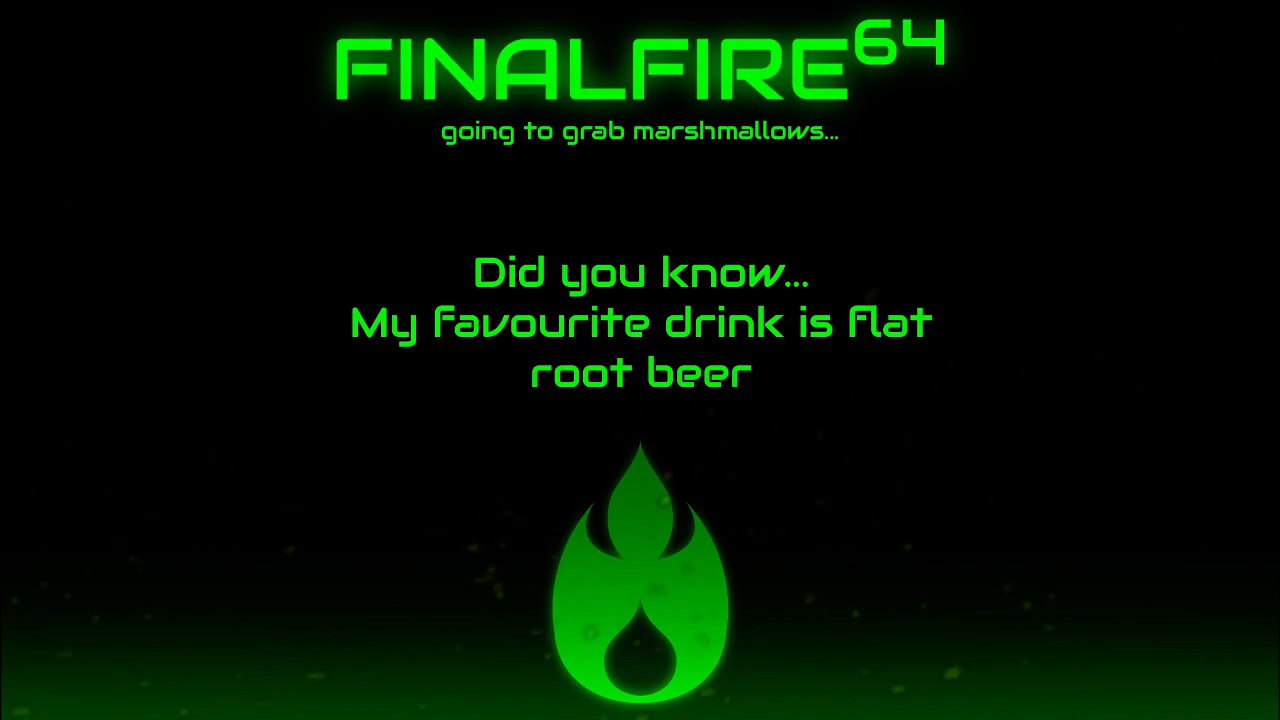 FINALFIRE64
going to grab marshmallows...
Did you know...
My favourite drink is flat
root beer